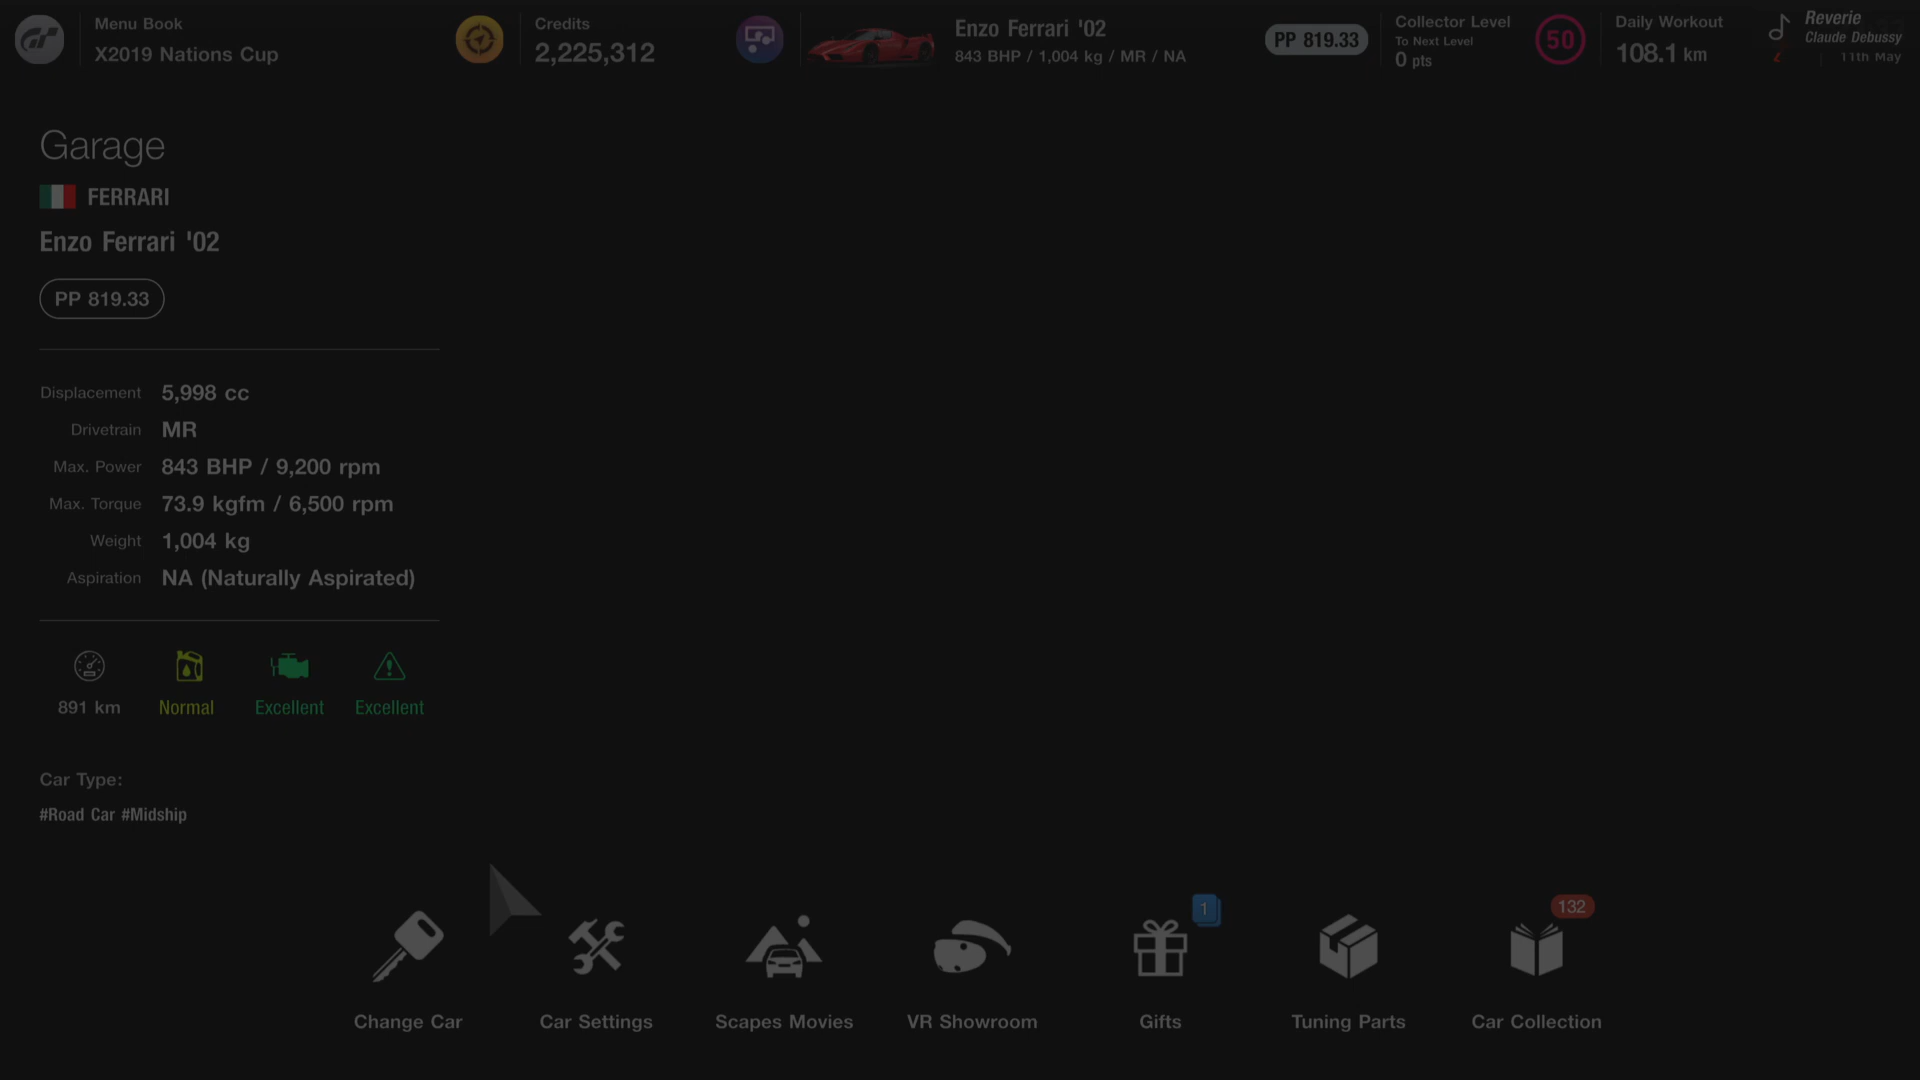 Menu Book
X2019 Nations Cup
Credits
2,225,312
Enzo Ferrari '02
843 BHP / 1,004 kg / MR / NA
PP 819.33
Collector Level
To Next Level
0 pts
50
Daily Workout
108.1 km
Reverie
Claude Debussy
11th May
Garage
FERRARI
Enzo Ferrari '02
PP 819.33
Displacement 5,998 cc
Drivetrain MR
Max. Power 843 BHP / 9,200 rpm
Max. Torque 73.9 kgfm / 6,500 rpm
Weight 1,004 kg
Aspiration NA (Naturally Aspirated)
891 km Normal Excellent Excellent
Car Type:
#Road Car #Midship
1
132
Change Car Car Settings Scapes Movies VR Showroom Gifts Tuning Parts Car Collection